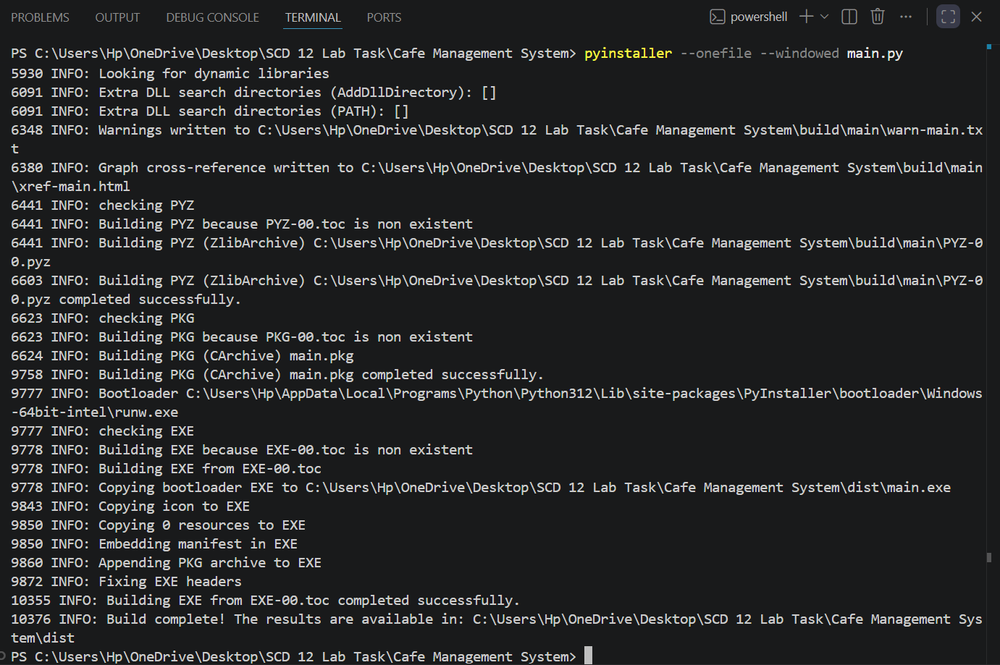 PROBLEMS OUTPUT DEBUG CONSOLE TERMINAL PORTS powershell
PS C:\Users\Hp\OneDrive\Desktop\SCD 12 Lab Task\Cafe Management System> pyinstaller --onefile --windowed main.py
5930 INFO: Looking for dynamic libraries
6091 INFO: Extra DLL search directories (AddDllDirectory): []
6091 INFO: Extra DLL search directories (PATH): []
6348 INFO: Warnings written to C:\Users\Hp\OneDrive\Desktop\SCD 12 Lab Task\Cafe Management System\build\main\warn-main.tx
t
6380 INFO: Graph cross-reference written to C:\Users\Hp\OneDrive\Desktop\SCD 12 Lab Task\Cafe Management System\build\main
\xref-main.html
6441 INFO: checking PYZ
6441 INFO: Building PYZ because PYZ-00.toc is non existent
6441 INFO: Building PYZ (ZlibArchive) C:\Users\Hp\OneDrive\Desktop\SCD 12 Lab Task\Cafe Management System\build\main\PYZ-0
0.pyz
6603 INFO: Building PYZ (ZlibArchive) C:\Users\Hp\OneDrive\Desktop\SCD 12 Lab Task\Cafe Management System\build\main\PYZ-0
0.pyz completed successfully.
6623 INFO: checking PKG
6623 INFO: Building PKG because PKG-00.toc is non existent
6624 INFO: Building PKG (CArchive) main.pkg
9758 INFO: Building PKG (CArchive) main.pkg completed successfully.
9777 INFO: Bootloader C:\Users\Hp\AppData\Local\Programs\Python\Python312\Lib\site-packages\PyInstaller\bootloader\Windows
-64bit-intel\runw.exe
9777 INFO: checking EXE
9778 INFO: Building EXE because EXE-00.toc is non existent
9778 INFO: Building EXE from EXE-00.toc
9778 INFO: Copying bootloader EXE to C:\Users\Hp\OneDrive\Desktop\SCD 12 Lab Task\Cafe Management System\dist\main.exe
9843 INFO: Copying icon to EXE
9850 INFO: Copying 0 resources to EXE
9850 INFO: Embedding manifest in EXE
9860 INFO: Appending PKG archive to EXE
9872 INFO: Fixing EXE headers
10355 INFO: Building EXE from EXE-00.toc completed successfully.
10376 INFO: Build complete! The results are available in: C:\Users\Hp\OneDrive\Desktop\SCD 12 Lab Task\Cafe Management Sys
tem\dist
PS C:\Users\Hp\OneDrive\Desktop\SCD 12 Lab Task\Cafe Management System>